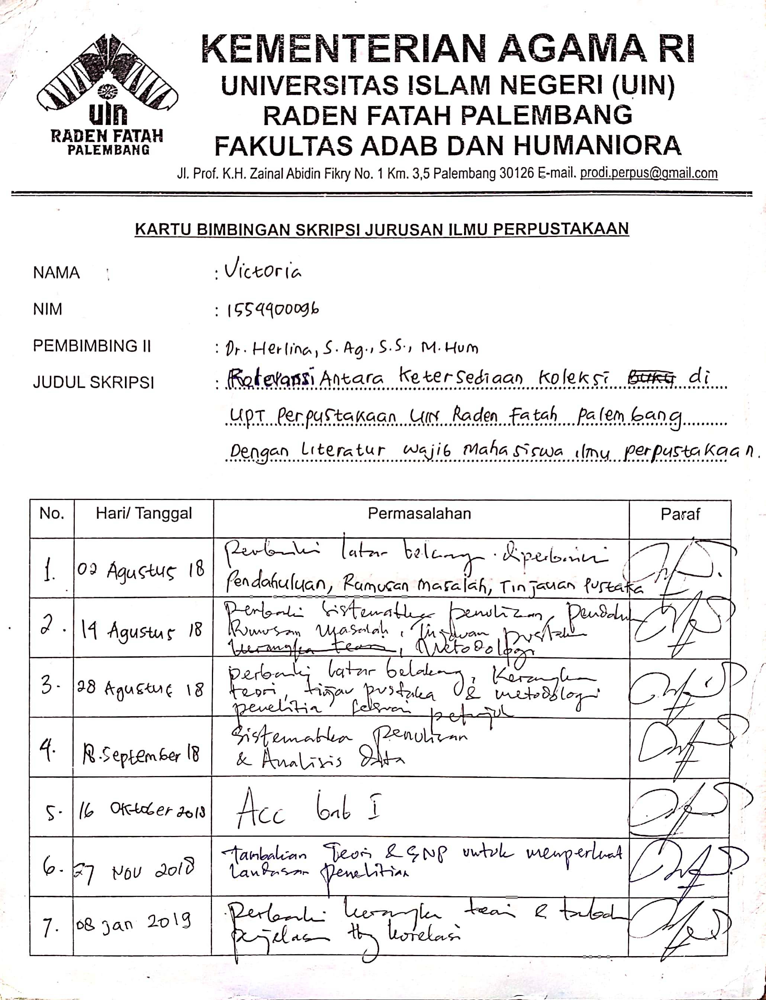 KEMENTERIAN AGAMA RI
UNIVERSITAS ISLAM NEGERI (UIN)
RADEN FATAH PALEMBANG
FAKULTAS ADAB DAN HUMANIORA
Jl. Prof. K.H. Zainal Abidin Fikry No. 1 Km. 3,5 Palembang 30126 E-mail. prodi.perpus@gmail.com
uin
RADEN FATAH
PALEMBANG
KARTU BIMBINGAN SKRIPSI JURUSAN ILMU PERPUSTAKAAN
NAMA : Victoria
NIM : 1554400096
PEMBIMBING II : Dr. Herlina, S. Ag., S.S., M.Hum
JUDUL SKRIPSI : Relevansi Antara Ketersediaan Koleksi Buku di
UPT Perpustakaan UIN Raden Fatah Palembang
Dengan Literatur Wajib Mahasiswa Ilmu Perpustakaan.
No. Hari/ Tanggal Permasalahan Paraf
1. 02 Agustus 18 Perbaiki latar belakang. diperbaiki
Pendahuluan, Rumusan Masalah, Tinjauan Pustaka
2. 14 Agustus 18 Perbaiki sistematika penulisan,
Rumusan Masalah, Tinjauan pustaka
kerangka teori, Metodologi
3. 28 Agustus 18 perbaiki latar belakang, Kerangka
teori, tinjau pustaka & metodologi
penelitia sesuai petunjuk
4. 18 September 18 Sistematika penulisan
& Analisis data
5. 16 Oktober 2018 Acc bab I
6. 27 Nov 2018 tambahkan Teori & SNP untuk memperkuat
landasan penelitian
7. 08 Jan 2019 Perbaiki kerangka teori &
penjelasan ttg korelasi